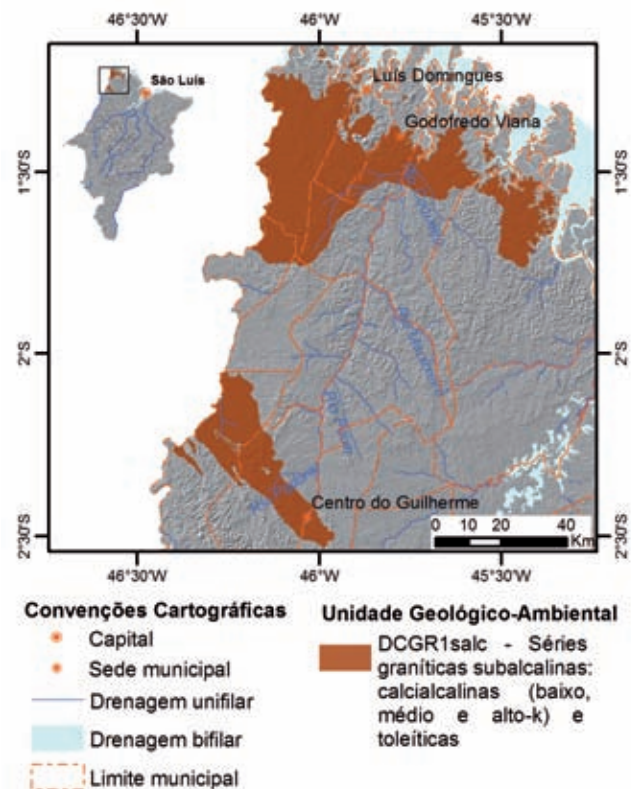 46°30'W 46°W 45°30'W
São Luís
Luís Domingues
Godofredo Viana
1°30'S 1°30'S
2°S 2°S
Centro do Guilherme
0 10 20 40
Km
2°30'S 2°30'S
46°30'W 46°W 45°30'W
Convenções Cartográficas
Capital
Sede municipal
Drenagem unifilar
Drenagem bifilar
Limite municipal
Unidade Geológico-Ambiental
DCGR1salc - Séries
graníticas subalcalinas:
calcialcalinas (baixo,
médio e alto-k) e
toleíticas